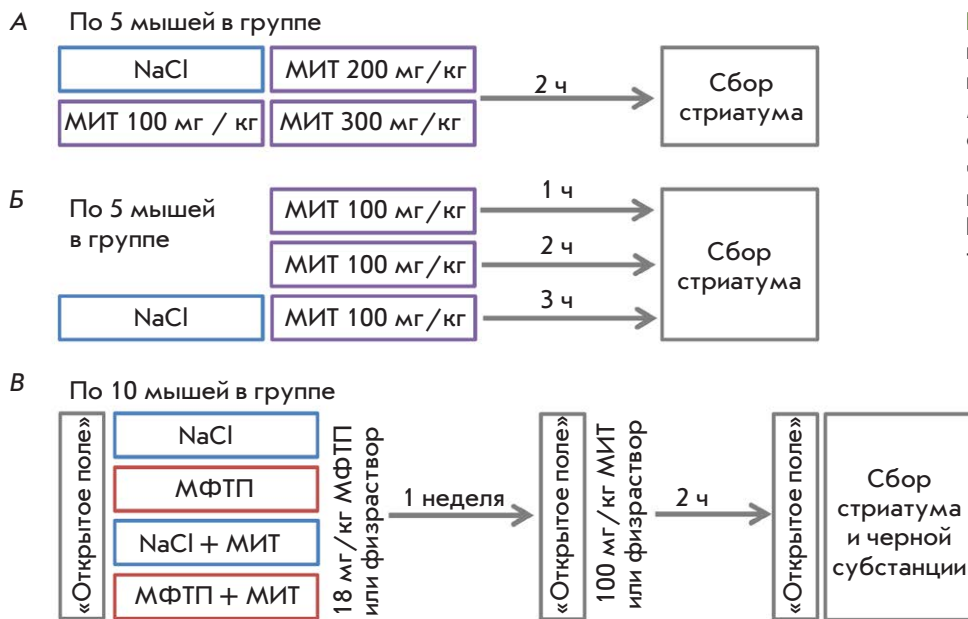 А По 5 мышей в группе
NaCl
МИТ 200 мг/кг
МИТ 100 мг / кг
МИТ 300 мг/кг
2 ч
Сбор
стриатума
Б По 5 мышей
в группе
МИТ 100 мг/кг
1 ч
МИТ 100 мг/кг
2 ч
NaCl
МИТ 100 мг/кг
3 ч
Сбор
стриатума
В По 10 мышей в группе
«Открытое поле»
NaCl
МФТП
NaCl + МИТ
МФТП + МИТ
18 мг/кг МФТП
или физраствор
1 неделя
«Открытое поле»
100 мг/кг МИТ
или физраствор
2 ч
«Открытое поле»
Сбор
стриатума
и черной
субстанции